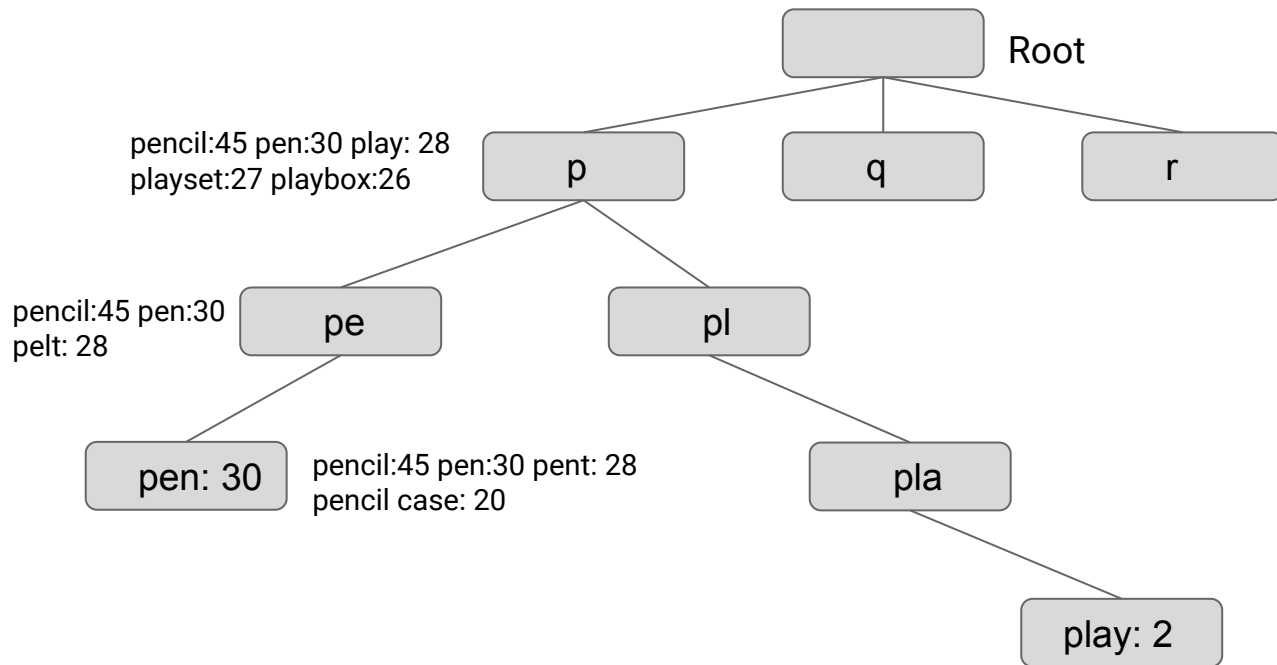 Root
pencil:45 pen:30 play: 28
playset:27 playbox:26
p
q
r
pencil:45 pen:30
pelt: 28
pe
pl
pen: 30
pencil:45 pen:30 pent: 28
pencil case: 20
pla
play: 2